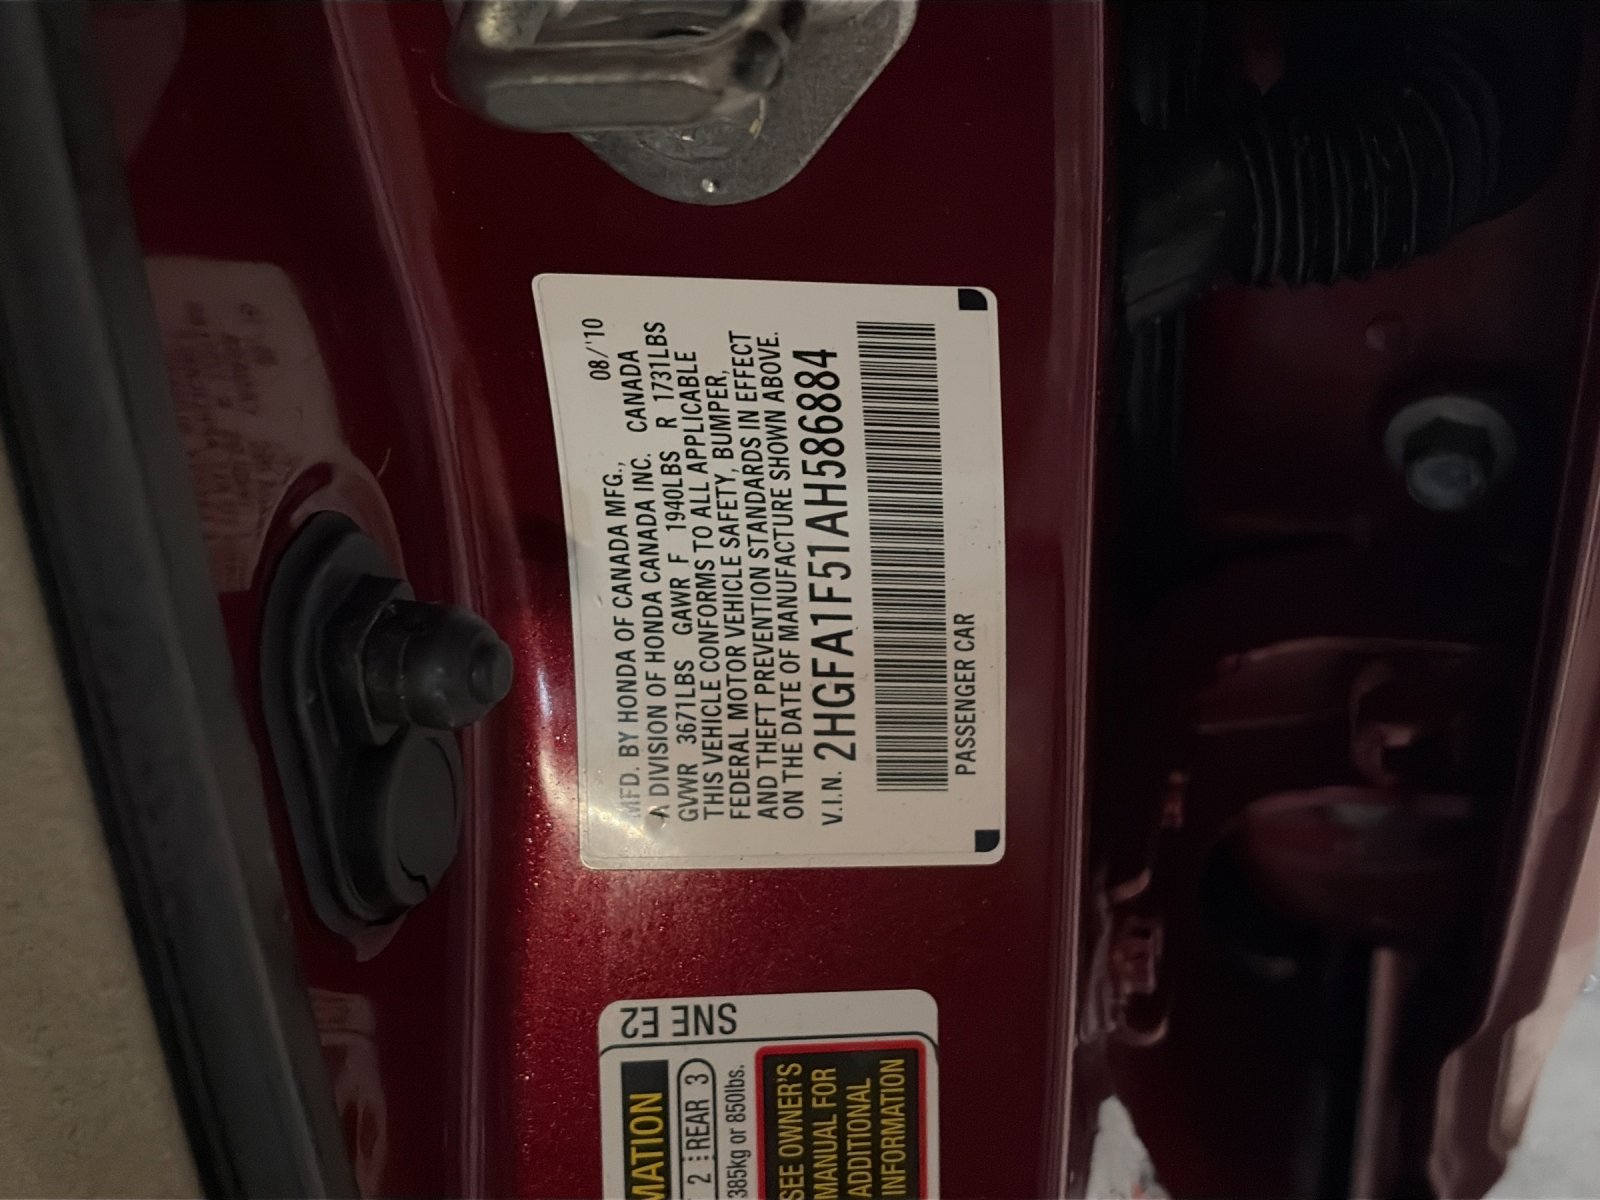 08/'10
MFD. BY HONDA OF CANADA MFG.,
A DIVISION OF HONDA CANADA INC. CANADA
GVWR 3671LBS GAWR F 1940LBS R 1731LBS
THIS VEHICLE CONFORMS TO ALL APPLICABLE
FEDERAL MOTOR VEHICLE SAFETY, BUMPER,
AND THEFT PREVENTION STANDARDS IN EFFECT
ON THE DATE OF MANUFACTURE SHOWN ABOVE.
V.I.N. 2HGFA1F51AH586884
PASSENGER CAR
SNE E2
MATION
2 REAR 3
385kg or 850lbs.
SEE OWNER'S
MANUAL FOR
ADDITIONAL
INFORMATION